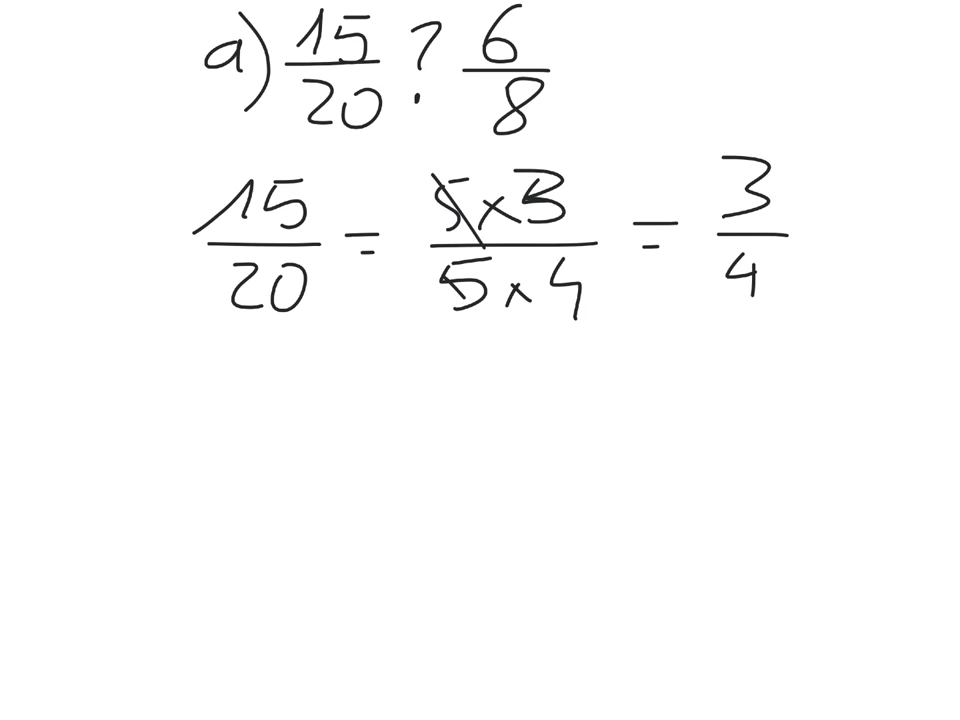 a) 15/20 ? 6/8
15/20 = 5×3/5×4 = 3/4